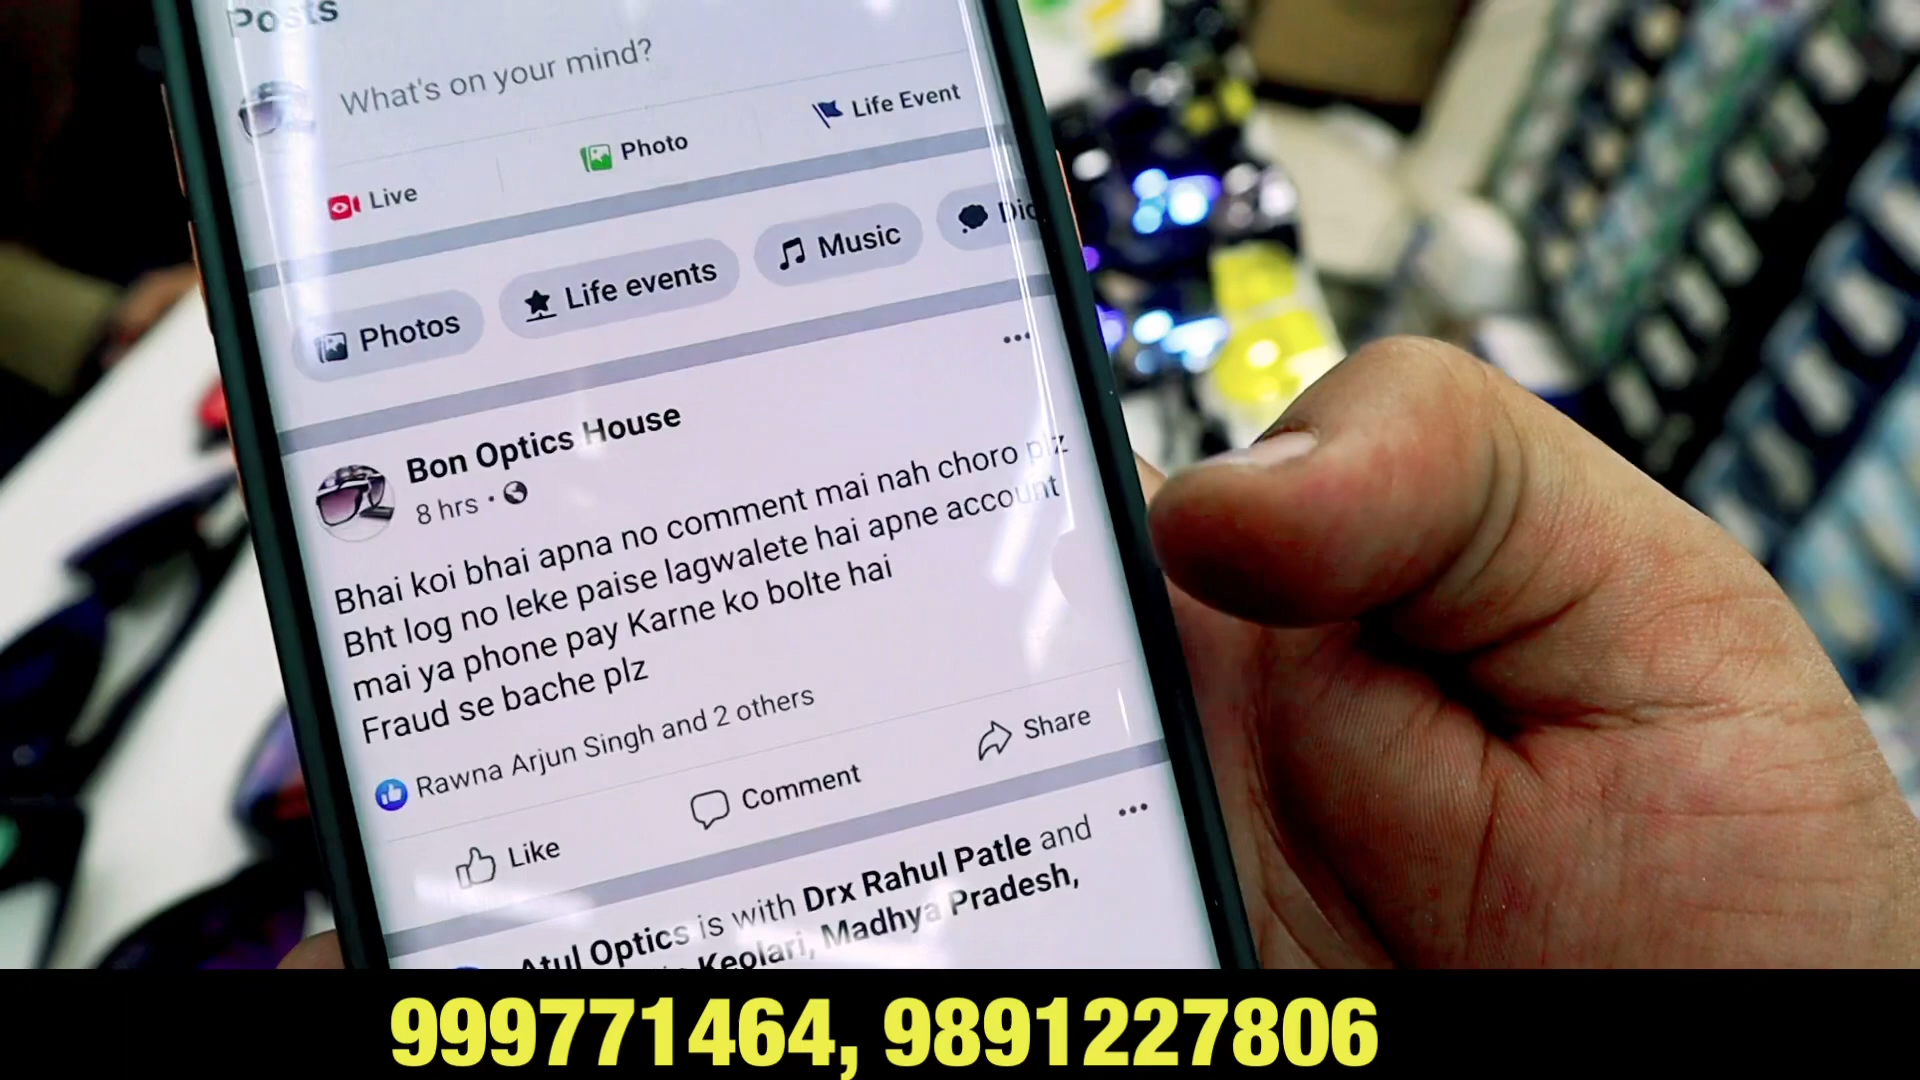 Posts
What's on your mind?
Live
Photo
Life Event
Photos
Life events
Music
Bon Optics House
8 hrs
Bhai koi bhai apna no comment mai nah choro plz
Bht log no leke paise lagwalete hai apne account
mai ya phone pay Karne ko bolte hai
Fraud se bache plz
Rawna Arjun Singh and 2 others
Like
Comment
Share
Atul Optics is with Drx Rahul Patle and
Keolari, Madhya Pradesh,
999771464, 9891227806